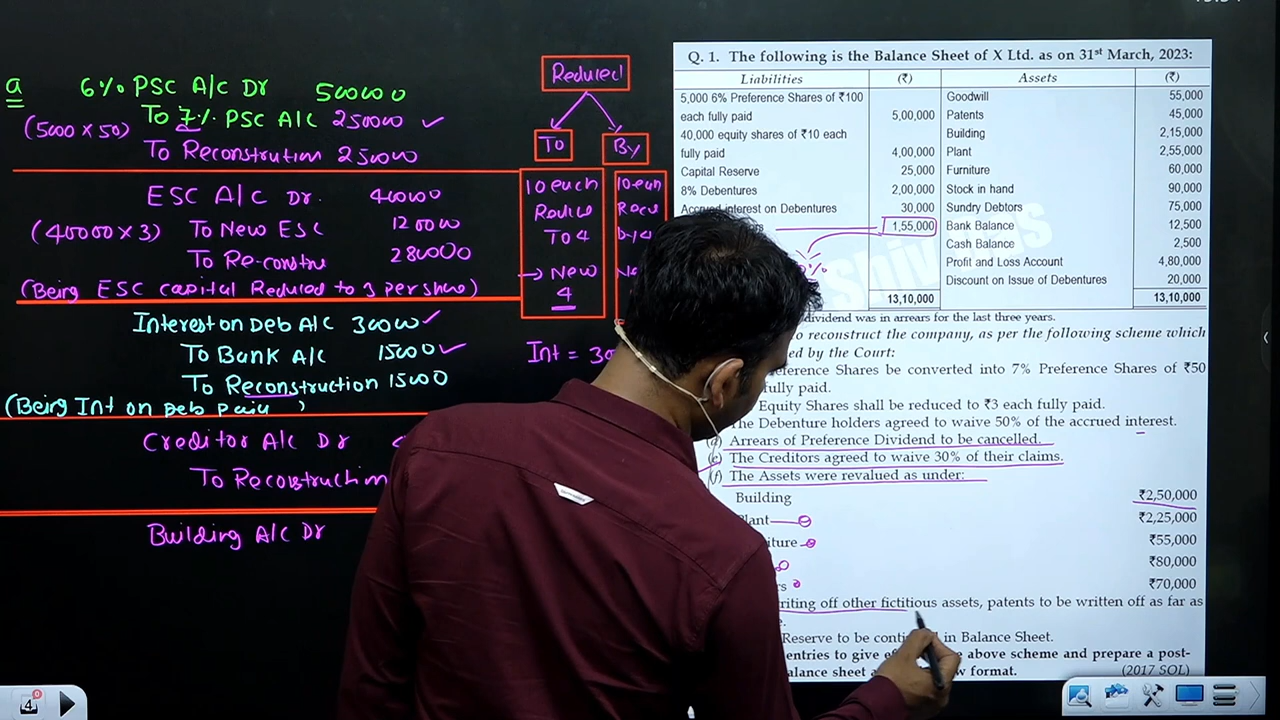 a
6% PSC A/c Dr 500000
(5000 x 50) To 7% PSC A/c 250000 ✓
To Reconstrution 250000
ESC A/c Dr. 400000
(40000 x 3) To New ESC 120000
To Re-constru 280000
(Being ESC capital Reduced to 3 per share)
Interest on Deb A/c 30000 ✓
To Bank A/c 15000 ✓
To Reconstruction 15000
(Being Int on Deb paid )
Creditor A/c Dr
To Reconstruction
Building A/c Dr
Reduced
To By
10 each
Reduce
To 4
→ New
4
10 each
Int = 30
Q. 1. The following is the Balance Sheet of X Ltd. as on 31st March, 2023:
Liabilities (₹) Assets (₹)
5,000 6% Preference Shares of ₹100 Goodwill 55,000
each fully paid 5,00,000 Patents 45,000
40,000 equity shares of ₹10 each Building 2,15,000
fully paid 4,00,000 Plant 2,55,000
Capital Reserve 25,000 Furniture 60,000
8% Debentures 2,00,000 Stock in hand 90,000
Accrued interest on Debentures 30,000 Sundry Debtors 75,000
1,55,000 Bank Balance 12,500
Cash Balance 2,500
Profit and Loss Account 4,80,000
Discount on Issue of Debentures 20,000
13,10,000 13,10,000
dividend was in arrears for the last three years.
to reconstruct the company, as per the following scheme which
by the Court:
Shares be converted into 7% Preference Shares of ₹50
fully paid.
Equity Shares shall be reduced to ₹3 each fully paid.
The Debenture holders agreed to waive 50% of the accrued interest.
(d) Arrears of Preference Dividend to be cancelled.
(e) The Creditors agreed to waive 30% of their claims.
(f) The Assets were revalued as under:
Building ₹2,50,000
Plant ₹2,25,000
₹55,000
₹80,000
₹70,000
other fictitious assets, patents to be written off as far as
Reserve to be in Balance Sheet.
entries to give above scheme and prepare a post-
format. (2017 SOL)
4